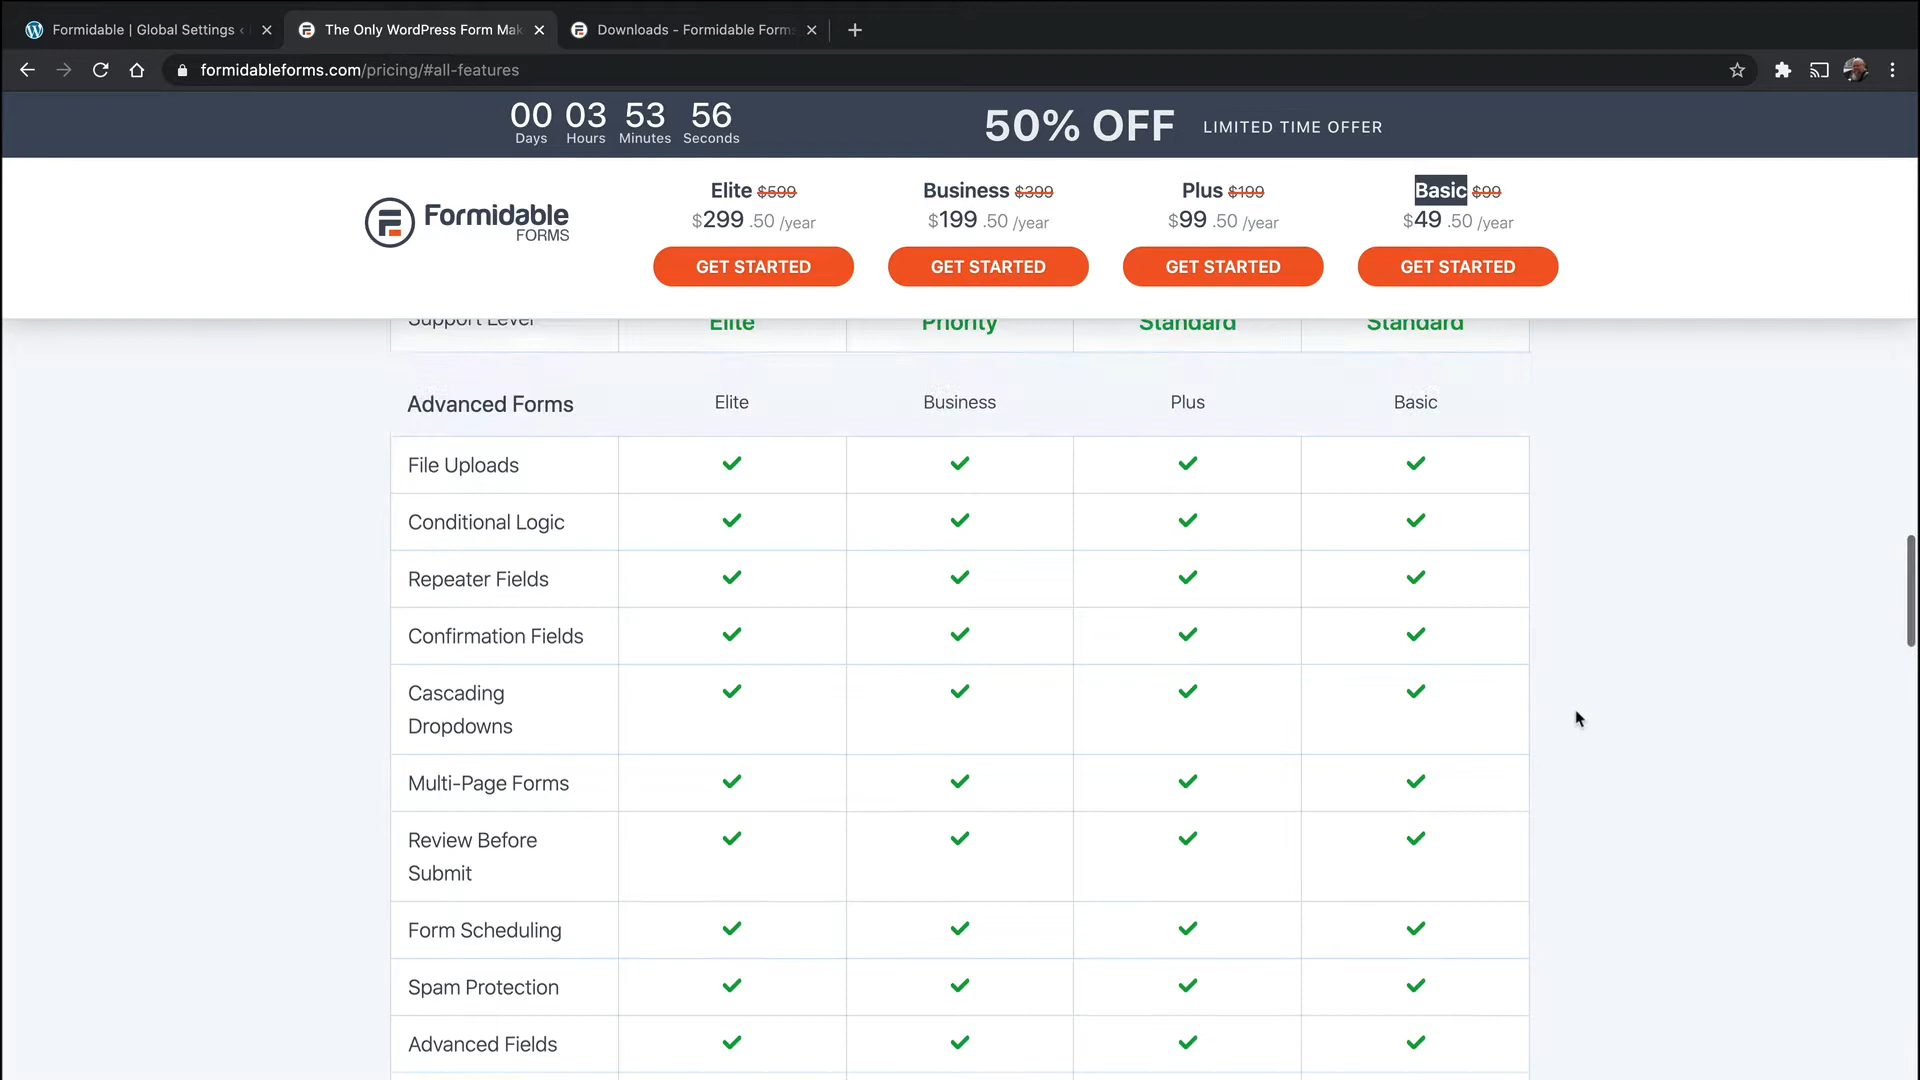 Formidable | Global Settings ‹
The Only WordPress Form Mak
Downloads - Formidable Forms
formidableforms.com/pricing/#all-features
00 03 53 56
Days Hours Minutes Seconds
50% OFF LIMITED TIME OFFER
Formidable
FORMS
Elite $599
$299.50 /year
GET STARTED
Business $399
$199.50 /year
GET STARTED
Plus $199
$99.50 /year
GET STARTED
Basic $99
$49.50 /year
GET STARTED
Support Level Elite Priority Standard Standard
Advanced Forms Elite Business Plus Basic
File Uploads
Conditional Logic
Repeater Fields
Confirmation Fields
Cascading
Dropdowns
Multi-Page Forms
Review Before
Submit
Form Scheduling
Spam Protection
Advanced Fields